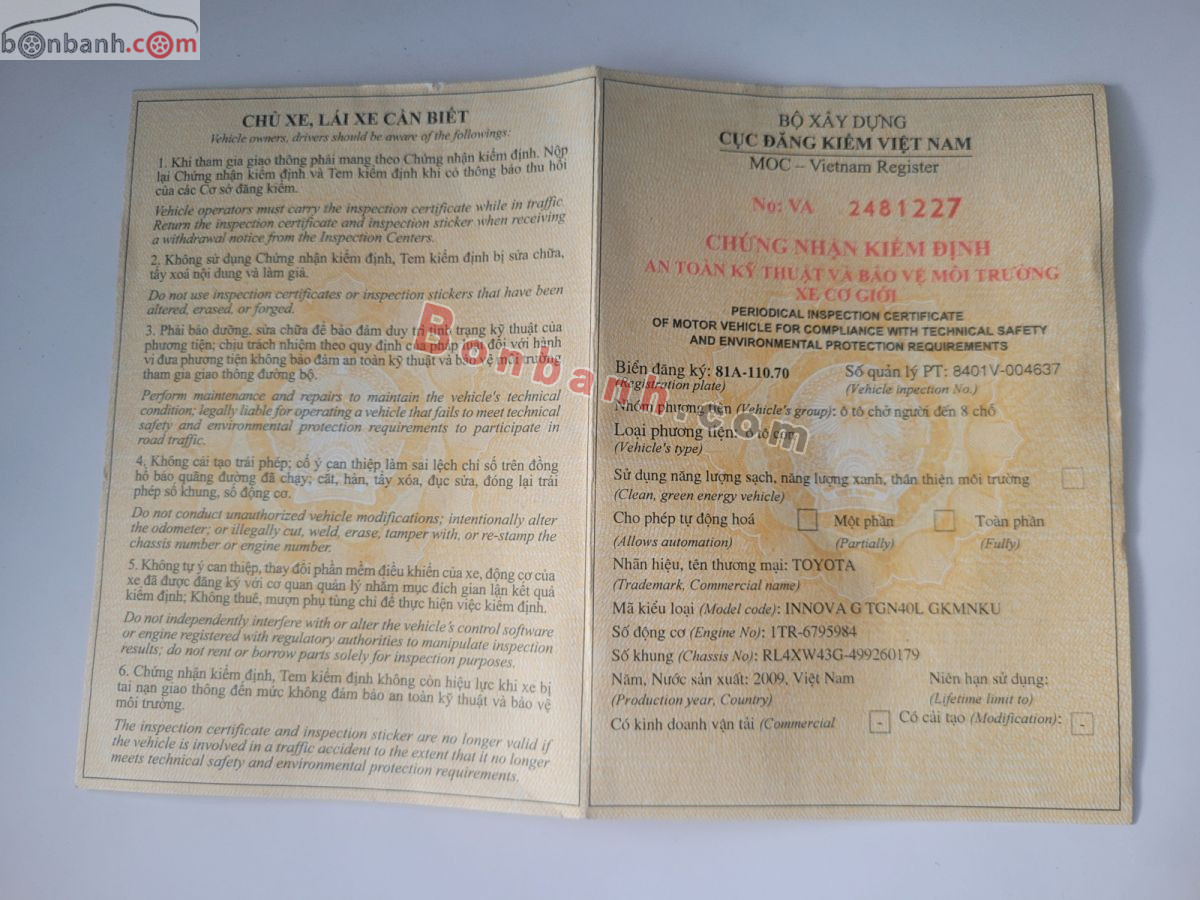 bonbanh.com
CHỦ XE, LÁI XE CẦN BIẾT
Vehicle owners, drivers should be aware of the followings:
1. Khi tham gia giao thông phải mang theo Chứng nhận kiểm định. Nộp
lại Chứng nhận kiểm định và Tem kiểm định khi có thông báo thu hồi
của các Cơ sở đăng kiểm.
Vehicle operators must carry the inspection certificate while in traffic.
Return the inspection certificate and inspection sticker when receiving
a withdrawal notice from the Inspection Centers.
2. Không sử dụng Chứng nhận kiểm định, Tem kiểm định bị sửa chữa,
tẩy xoá nội dung và làm giả.
Do not use inspection certificates or inspection stickers that have been
altered, erased, or forged.
3. Phải bảo dưỡng, sửa chữa để bảo đảm duy trì tình trạng kỹ thuật của
phương tiện; chịu trách nhiệm theo quy định của pháp luật đối với hành
vi đưa phương tiện không bảo đảm an toàn kỹ thuật và bảo vệ môi trường
tham gia giao thông đường bộ.
Perform maintenance and repairs to maintain the vehicle's technical
condition; legally liable for operating a vehicle that fails to meet technical
safety and environmental protection requirements to participate in
road traffic.
4. Không cải tạo trái phép; cố ý can thiệp làm sai lệch chỉ số trên đồng
hồ báo quãng đường đã chạy; cắt, hàn, tẩy xóa, đục sửa, đóng lại trái
phép số khung, số động cơ.
Do not conduct unauthorized vehicle modifications; intentionally alter
the odometer; or illegally cut, weld, erase, tamper with, or re-stamp the
chassis number or engine number.
5. Không tự ý can thiệp, thay đổi phần mềm điều khiển của xe, động cơ của
xe đã được đăng ký với cơ quan quản lý nhằm mục đích gian lận kết quả
kiểm định; Không thuê, mượn phụ tùng chỉ để thực hiện việc kiểm định.
Do not independently interfere with or alter the vehicle's control software
or engine registered with regulatory authorities to manipulate inspection
results; do not rent or borrow parts solely for inspection purposes.
6. Chứng nhận kiểm định, Tem kiểm định không còn hiệu lực khi xe bị
tai nạn giao thông đến mức không đảm bảo an toàn kỹ thuật và bảo vệ
môi trường.
The inspection certificate and inspection sticker are no longer valid if
the vehicle is involved in a traffic accident to the extent that it no longer
meets technical safety and environmental protection requirements.
BỘ XÂY DỰNG
CỤC ĐĂNG KIỂM VIỆT NAM
MOC – Vietnam Register
No: VA 2481227
CHỨNG NHẬN KIỂM ĐỊNH
AN TOÀN KỸ THUẬT VÀ BẢO VỆ MÔI TRƯỜNG
XE CƠ GIỚI
PERIODICAL INSPECTION CERTIFICATE
OF MOTOR VEHICLE FOR COMPLIANCE WITH TECHNICAL SAFETY
AND ENVIRONMENTAL PROTECTION REQUIREMENTS
Biển đăng ký: 81A-110.70 Số quản lý PT: 8401V-004637
(Registration plate) (Vehicle inpection No.)
Nhóm phương tiện (Vehicle's group): ô tô chở người đến 8 chỗ
Loại phương tiện: ô tô con
(Vehicle's type)
Sử dụng năng lượng sạch, năng lượng xanh, thân thiện môi trường
(Clean, green energy vehicle)
Cho phép tự động hoá Một phần Toàn phần
(Allows automation) (Partially) (Fully)
Nhãn hiệu, tên thương mại: TOYOTA
(Trademark, Commercial name)
Mã kiểu loại (Model code): INNOVA G TGN40L GKMNKU
Số động cơ (Engine No): 1TR-6795984
Số khung (Chassis No): RL4XW43G-499260179
Năm, Nước sản xuất: 2009, Việt Nam Niên hạn sử dụng:
(Production year, Country) (Lifetime limit to)
Có kinh doanh vận tải (Commercial - Có cải tạo (Modification): -
Bonbanh.com